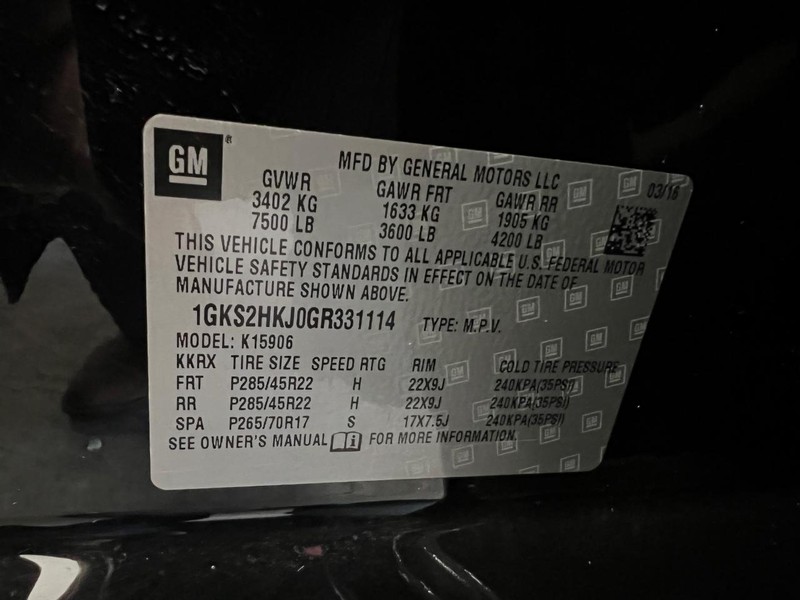 GM®
MFD BY GENERAL MOTORS LLC
03/16
GVWR GAWR FRT GAWR RR
3402 KG 1633 KG 1905 KG
7500 LB 3600 LB 4200 LB
THIS VEHICLE CONFORMS TO ALL APPLICABLE U.S. FEDERAL MOTOR
VEHICLE SAFETY STANDARDS IN EFFECT ON THE DATE OF
MANUFACTURE SHOWN ABOVE.
1GKS2HKJ0GR331114 TYPE: M.P.V.
MODEL: K15906
KKRX TIRE SIZE SPEED RTG RIM COLD TIRE PRESSURE
FRT P285/45R22 H 22X9J 240KPA(35PSI)
RR P285/45R22 H 22X9J 240KPA(35PSI)
SPA P265/70R17 S 17X7.5J 240KPA(35PSI)
SEE OWNER'S MANUAL FOR MORE INFORMATION.